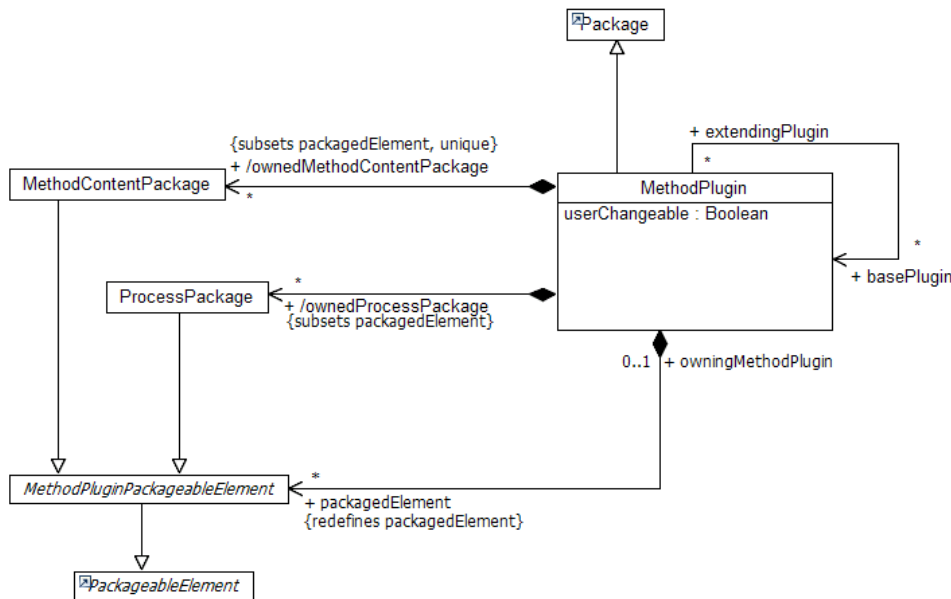 Package
+ extendingPlugin
*
{subsets packagedElement, unique}
+ /ownedMethodContentPackage
*
MethodContentPackage
MethodPlugin
userChangeable : Boolean
*
+ basePlugin
*
+ /ownedProcessPackage
{subsets packagedElement}
ProcessPackage
0..1 + owningMethodPlugin
*
+ packagedElement
{redefines packagedElement}
MethodPluginPackageableElement
PackageableElement